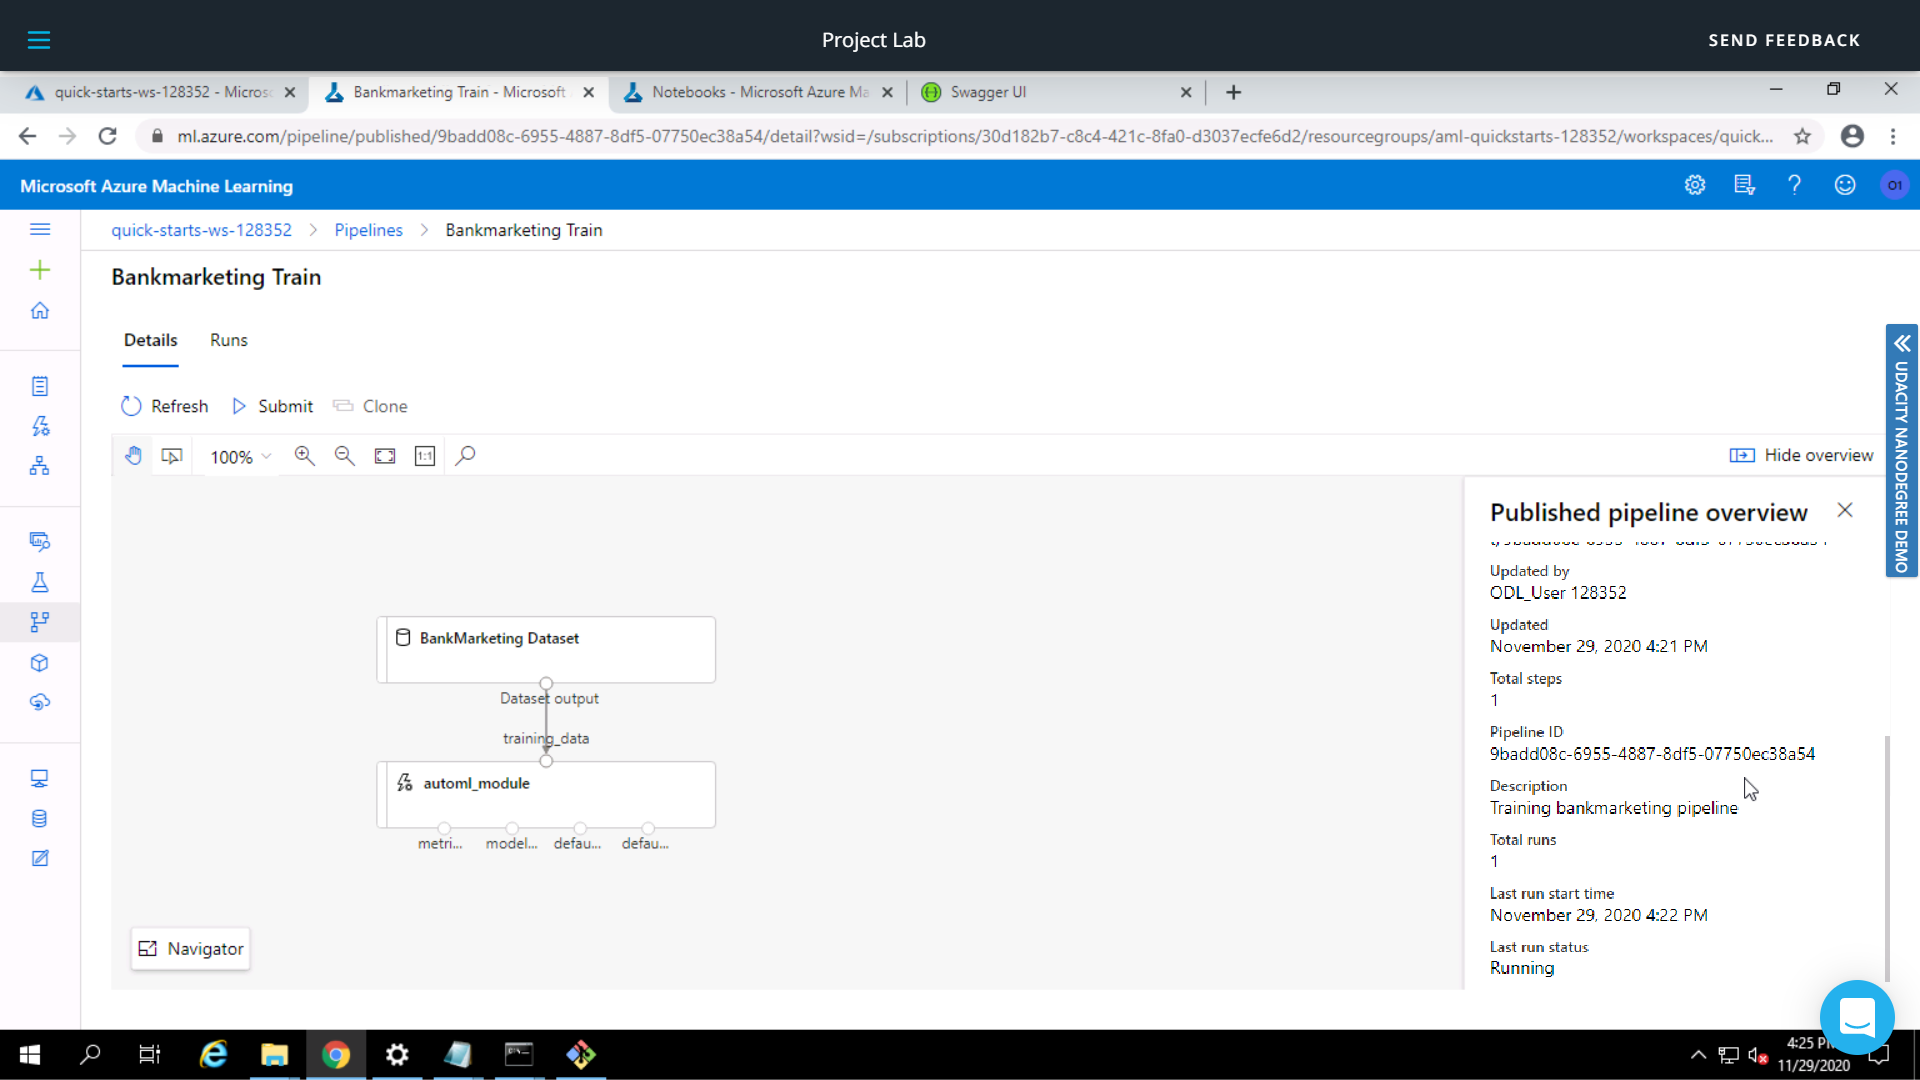 Project Lab
SEND FEEDBACK
quick-starts-ws-128352 - Micros
Bankmarketing Train - Microsoft
Notebooks - Microsoft Azure Ma
Swagger UI
ml.azure.com/pipeline/published/9badd08c-6955-4887-8df5-07750ec38a54/detail?wsid=/subscriptions/30d182b7-c8c4-421c-8fa0-d3037ecfe6d2/resourcegroups/aml-quickstarts-128352/workspaces/quick...
Microsoft Azure Machine Learning
O1
quick-starts-ws-128352 > Pipelines > Bankmarketing Train
Bankmarketing Train
Details
Runs
Refresh
Submit
Clone
100%
1:1
Hide overview
UDACITY NANODEGREE DEMO
BankMarketing Dataset
Dataset output
training_data
automl_module
metri...
model...
defau...
defau...
Navigator
Published pipeline overview
Updated by
ODL_User 128352
Updated
November 29, 2020 4:21 PM
Total steps
1
Pipeline ID
9badd08c-6955-4887-8df5-07750ec38a54
Description
Training bankmarketing pipeline
Total runs
1
Last run start time
November 29, 2020 4:22 PM
Last run status
Running
4:25 P
11/29/2020